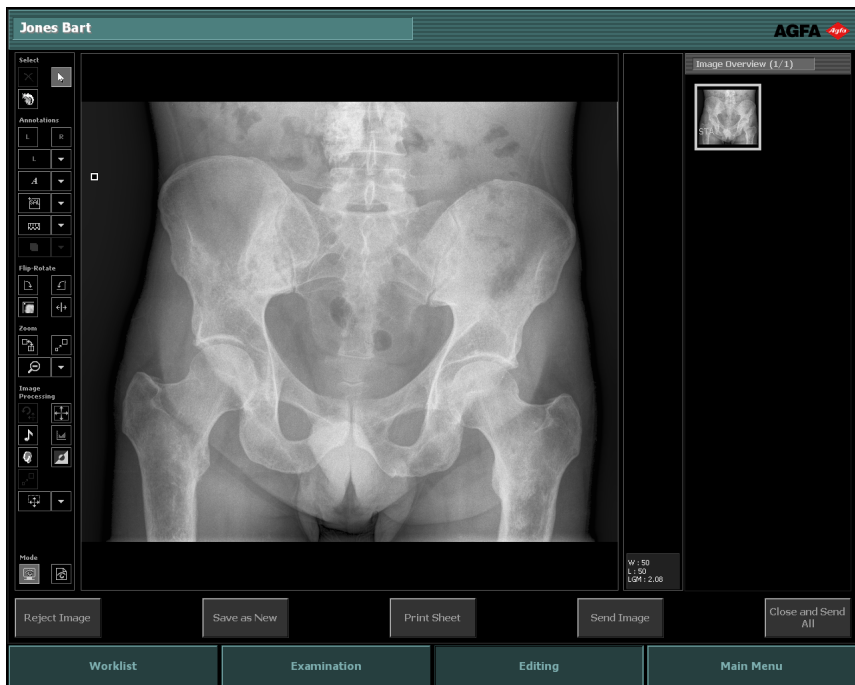 Jones Bart
AGFA Agfa
Select
Image Overview (1/1)
Annotations
L R
L
A
Flip-Rotate
Zoom
Image
Processing
Mode
W : 50
L : 50
LGM : 2.08
Reject Image
Save as New
Print Sheet
Send Image
Close and Send
All
Worklist
Examination
Editing
Main Menu